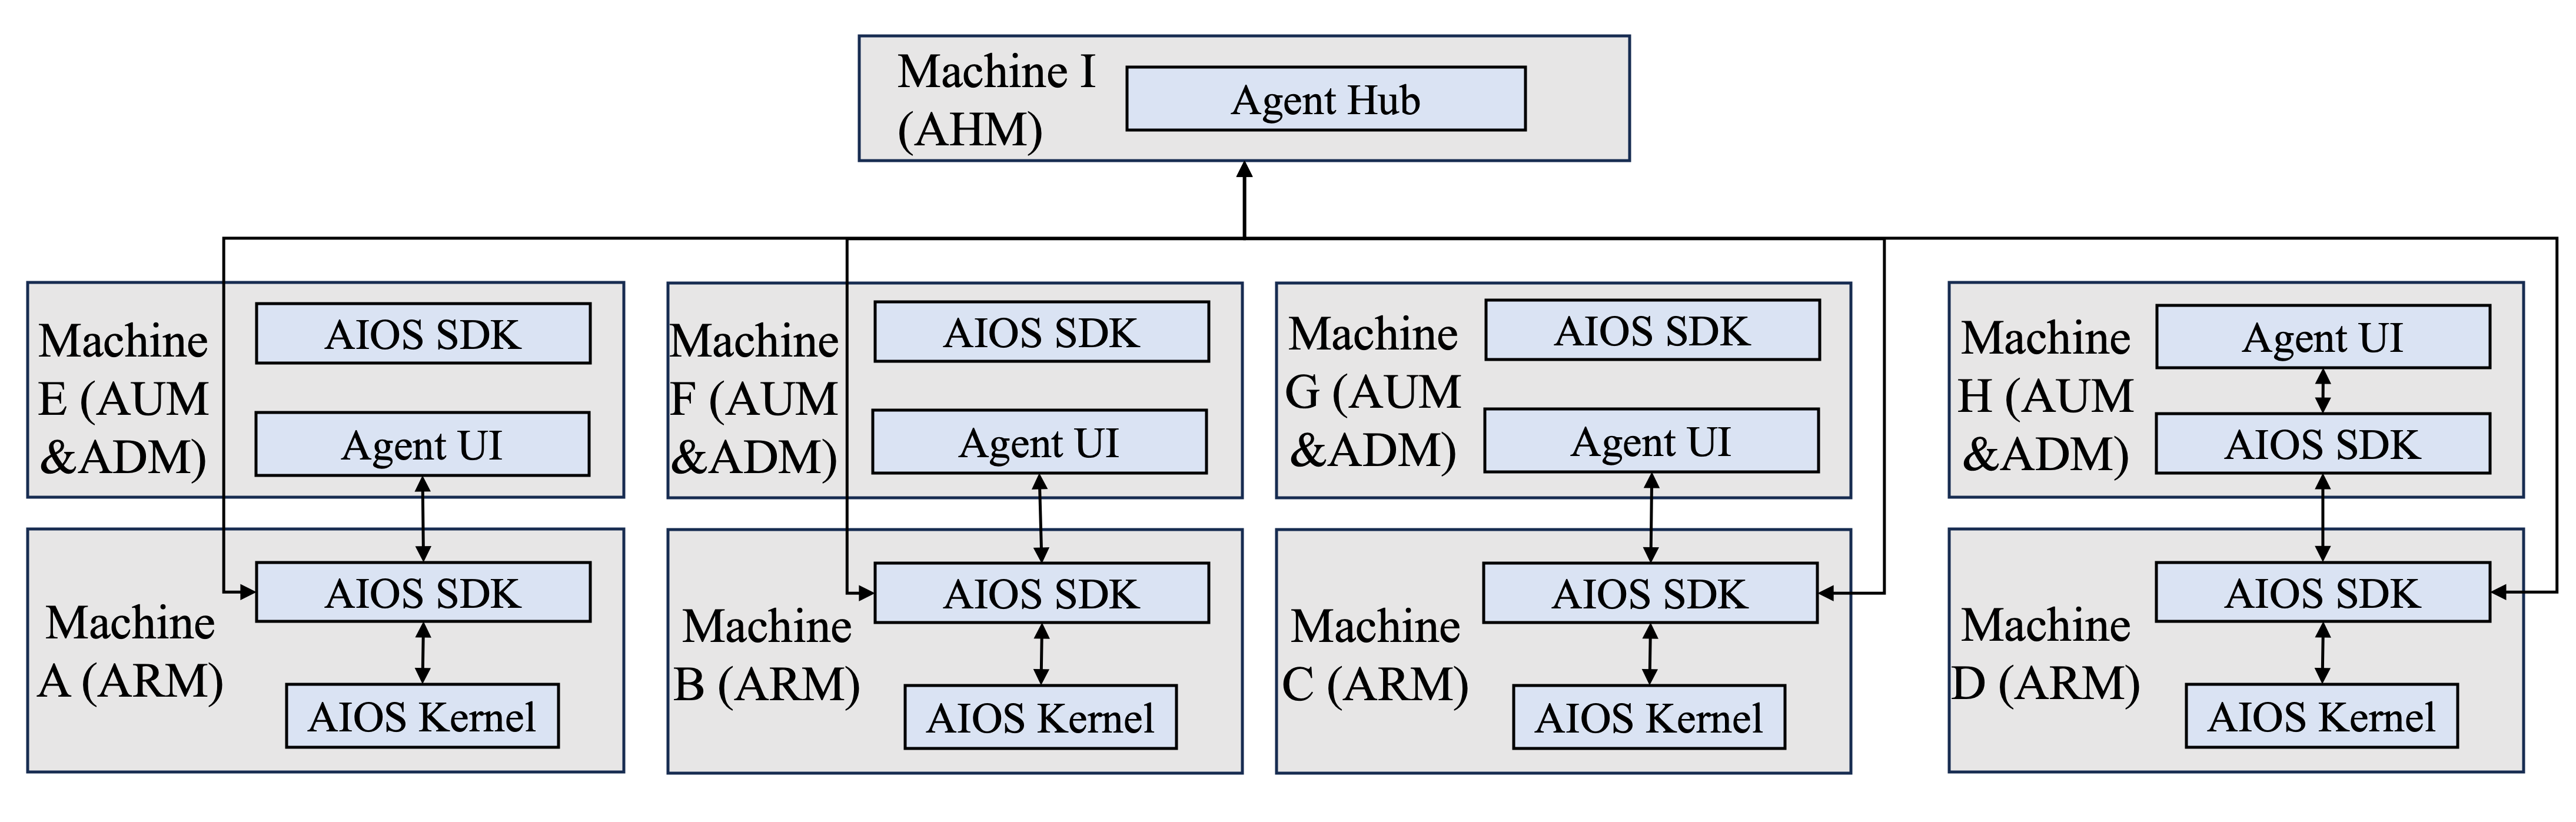 Machine I
(AHM)
Agent Hub
Machine
E (AUM
&ADM)
AIOS SDK
Agent UI
Machine
F (AUM
&ADM)
AIOS SDK
Agent UI
Machine
G (AUM
&ADM)
AIOS SDK
Agent UI
Machine
H (AUM
&ADM)
Agent UI
AIOS SDK
Machine
A (ARM)
AIOS SDK
AIOS Kernel
Machine
B (ARM)
AIOS SDK
AIOS Kernel
Machine
C (ARM)
AIOS SDK
AIOS Kernel
Machine
D (ARM)
AIOS SDK
AIOS Kernel